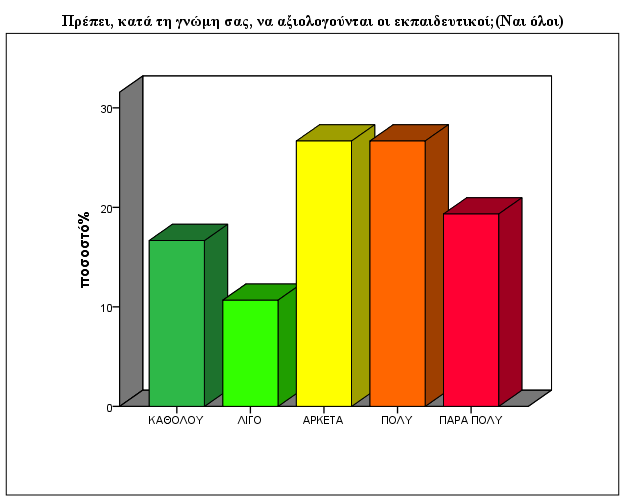 Πρέπει, κατά τη γνώμη σας, να αξιολογούνται οι εκπαιδευτικοί;(Ναι όλοι)
30
20
10
0
ποσοστό%
ΚΑΘΟΛΟΥ ΛΙΓΟ ΑΡΚΕΤΑ ΠΟΛΥ ΠΑΡΑ ΠΟΛΥ